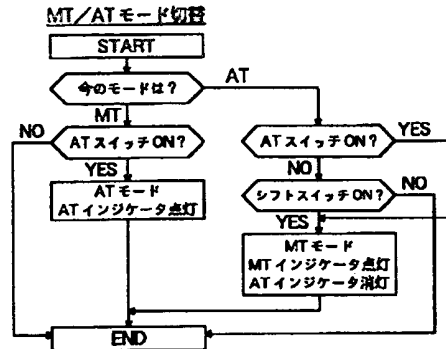 MT／ATモード切替
START
今のモードは？
AT
MT
NO
ATスイッチON？
ATスイッチON？
YES
YES
NO
ATモード
ATインジケータ点灯
シフトスイッチON？
NO
YES
MTモード
MTインジケータ点灯
ATインジケータ消灯
END